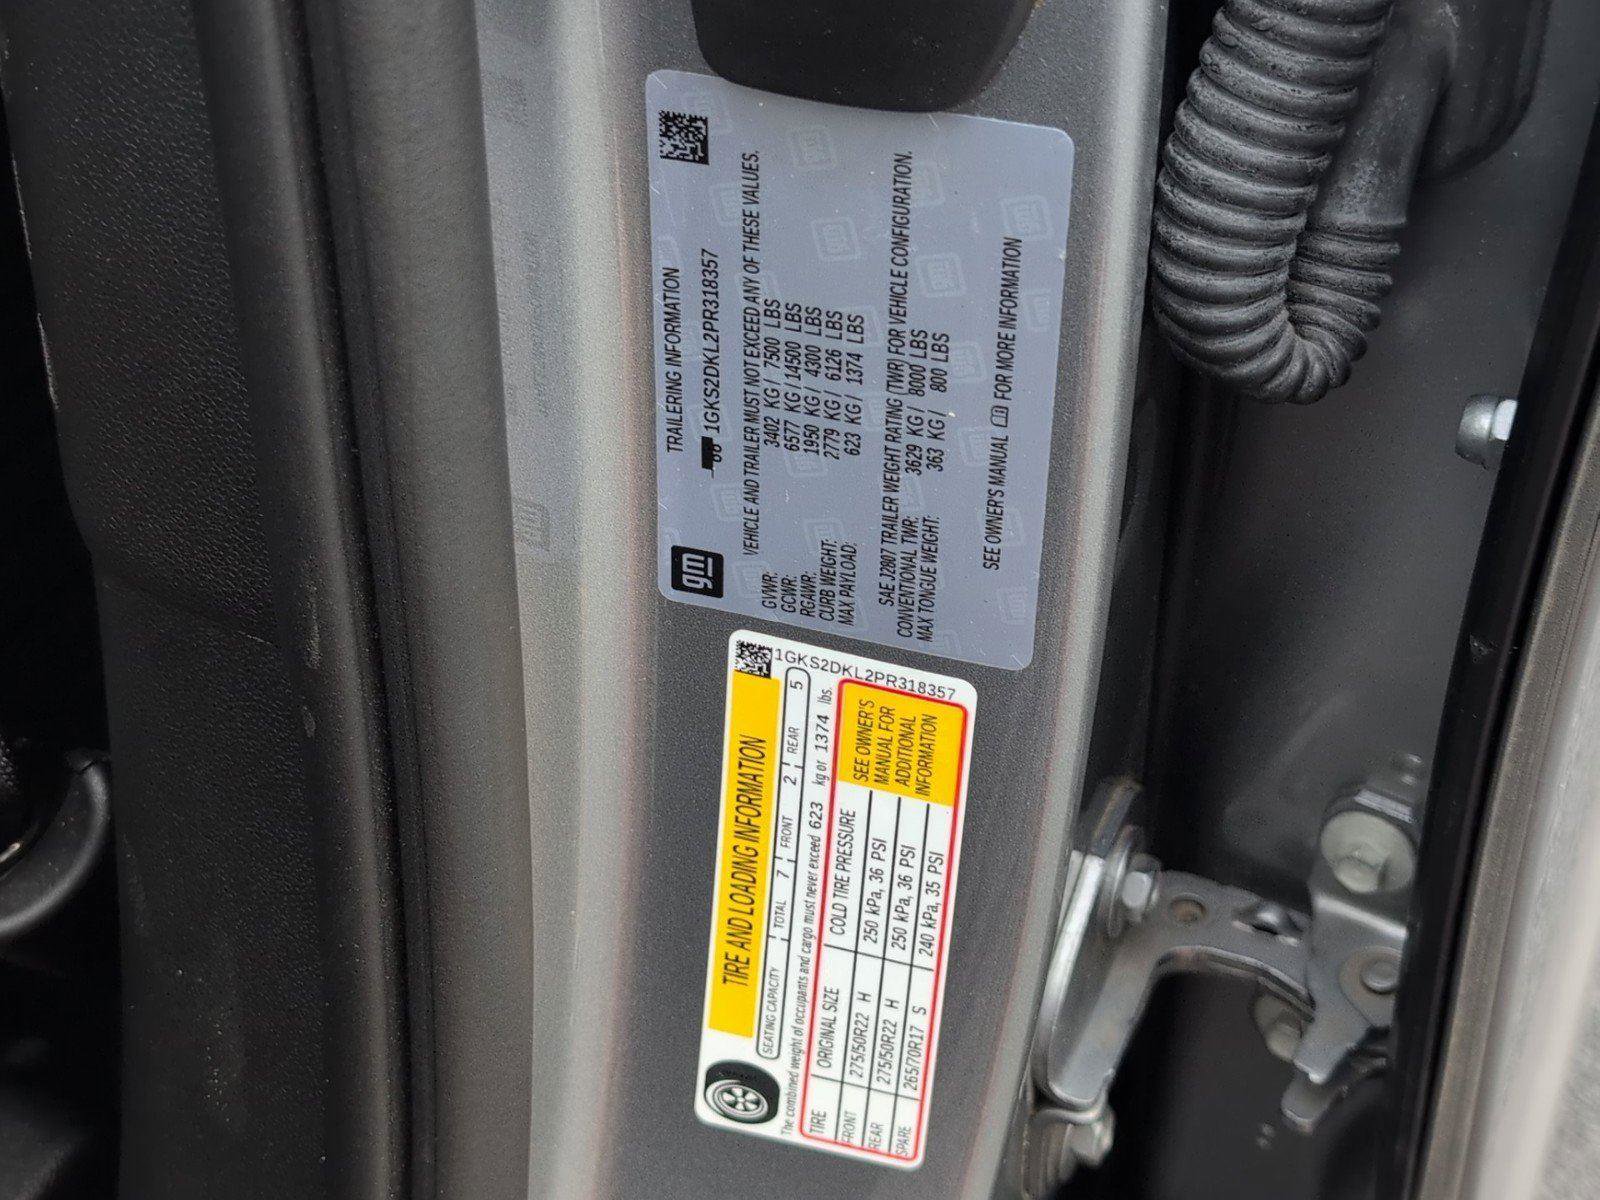 TRAILERING INFORMATION
gm
1GKS2DKL2PR318357
VEHICLE AND TRAILER MUST NOT EXCEED ANY OF THESE VALUES.
GVWR: 3402 KG / 7500 LBS
GCWR: 6577 KG / 14500 LBS
RGAWR: 1950 KG / 4300 LBS
CURB WEIGHT: 2779 KG / 6126 LBS
MAX PAYLOAD: 623 KG / 1374 LBS
SAE J2807 TRAILER WEIGHT RATING (TWR) FOR VEHICLE CONFIGURATION.
CONVENTIONAL TWR: 3629 KG / 8000 LBS
MAX TONGUE WEIGHT: 363 KG / 800 LBS
SEE OWNER'S MANUAL FOR MORE INFORMATION
1GKS2DKL2PR318357
TIRE AND LOADING INFORMATION
SEATING CAPACITY TOTAL 7 FRONT 2 REAR 5
The combined weight of occupants and cargo must never exceed 623 kg or 1374 lbs.
TIRE ORIGINAL SIZE COLD TIRE PRESSURE
FRONT 275/50R22 H 250 kPa, 36 PSI
REAR 275/50R22 H 250 kPa, 36 PSI
SPARE 265/70R17 S 240 kPa, 35 PSI
SEE OWNER'S
MANUAL FOR
ADDITIONAL
INFORMATION